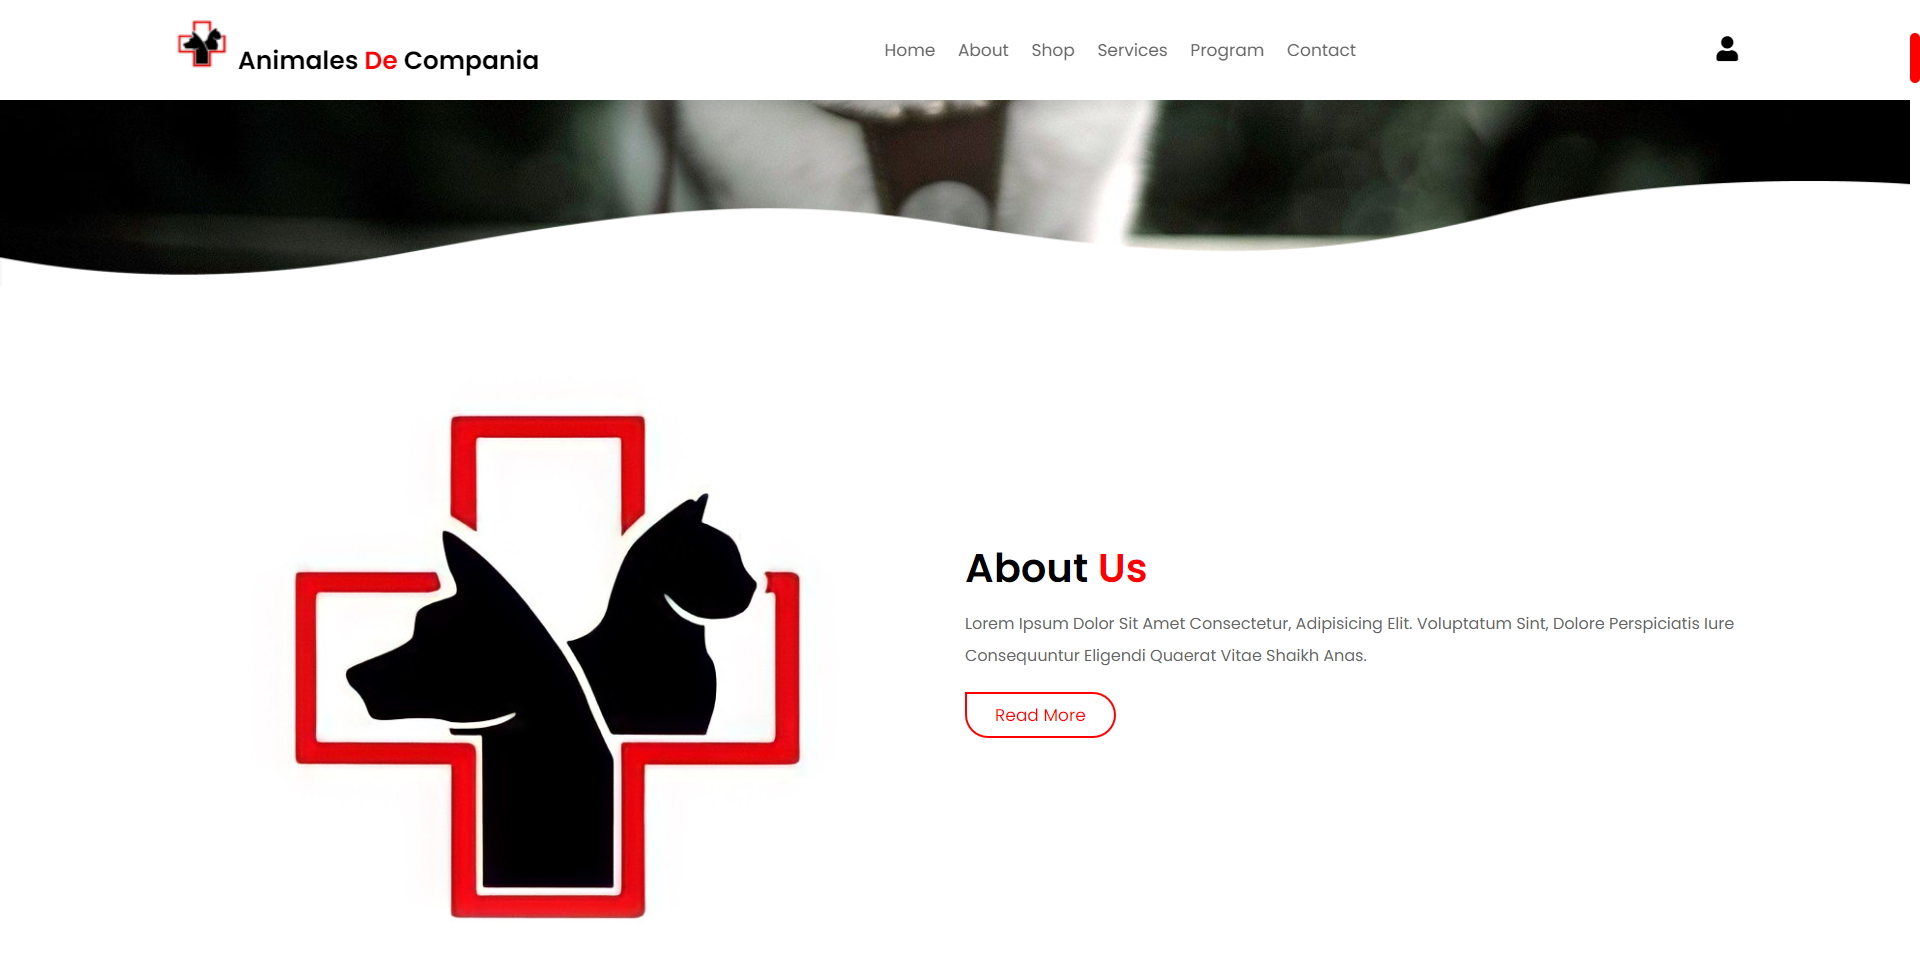 Animales De Compania
Home About Shop Services Program Contact
About Us
Lorem Ipsum Dolor Sit Amet Consectetur, Adipisicing Elit. Voluptatum Sint, Dolore Perspiciatis Iure
Consequuntur Eligendi Quaerat Vitae Shaikh Anas.
Read More